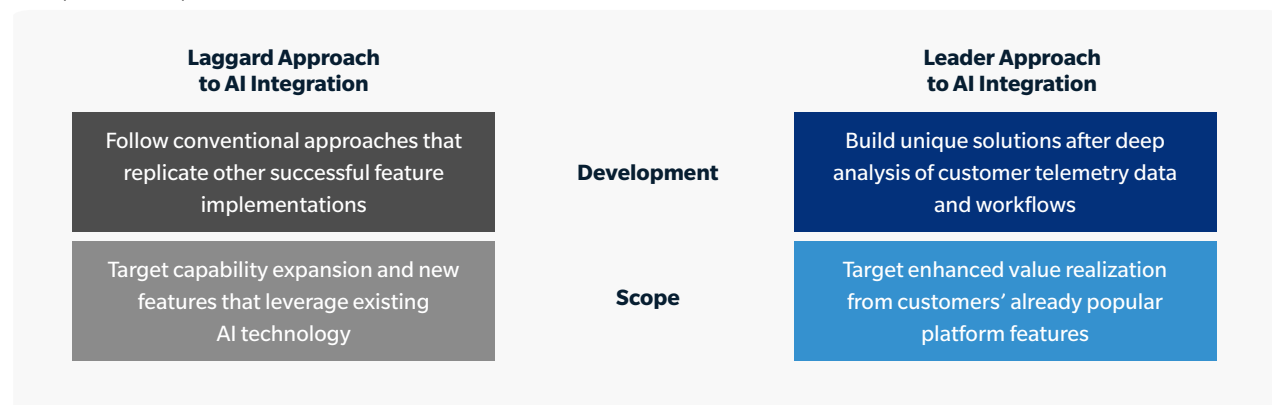 Laggard Approach
to AI Integration
Leader Approach
to AI Integration
Follow conventional approaches that
replicate other successful feature
implementations
Development
Build unique solutions after deep
analysis of customer telemetry data
and workflows
Target capability expansion and new
features that leverage existing
AI technology
Scope
Target enhanced value realization
from customers’ already popular
platform features